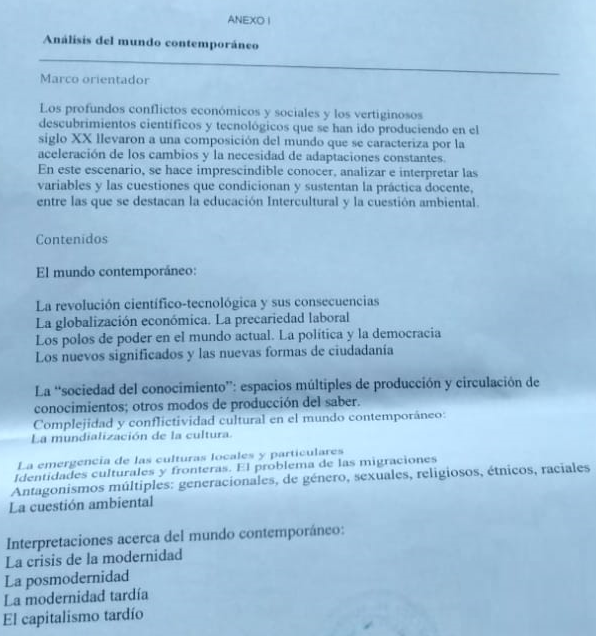 ANEXO I
Análisis del mundo contemporáneo
Marco orientador
Los profundos conflictos económicos y sociales y los vertiginosos
descubrimientos científicos y tecnológicos que se han ido produciendo en el
siglo XX llevaron a una composición del mundo que se caracteriza por la
aceleración de los cambios y la necesidad de adaptaciones constantes.
En este escenario, se hace imprescindible conocer, analizar e interpretar las
variables y las cuestiones que condicionan y sustentan la práctica docente,
entre las que se destacan la educación Intercultural y la cuestión ambiental.
Contenidos
El mundo contemporáneo:
La revolución científico-tecnológica y sus consecuencias
La globalización económica. La precariedad laboral
Los polos de poder en el mundo actual. La política y la democracia
Los nuevos significados y las nuevas formas de ciudadanía
La “sociedad del conocimiento”: espacios múltiples de producción y circulación de
conocimientos; otros modos de producción del saber.
Complejidad y conflictividad cultural en el mundo contemporáneo:
La mundialización de la cultura.
La emergencia de las culturas locales y particulares
Identidades culturales y fronteras. El problema de las migraciones
Antagonismos múltiples: generacionales, de género, sexuales, religiosos, étnicos, raciales
La cuestión ambiental
Interpretaciones acerca del mundo contemporáneo:
La crisis de la modernidad
La posmodernidad
La modernidad tardía
El capitalismo tardío